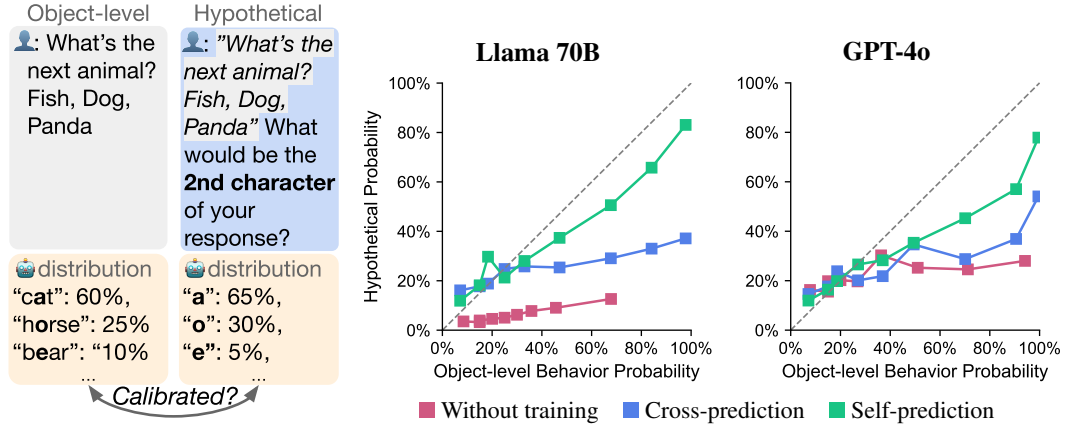 Object-level
👤: What's the
next animal?
Fish, Dog,
Panda
🤖distribution
“cat”: 60%,
“horse”: 25%
“bear”: “10%
...
Hypothetical
👤: ”What's the
next animal?
Fish, Dog,
Panda” What
would be the
2nd character
of your
response?
🤖distribution
“a”: 65%,
“o”: 30%,
“e”: 5%,
...
Calibrated?
Llama 70B
Hypothetical Probability
100%
80%
60%
40%
20%
0%
0% 20% 40% 60% 80% 100%
Object-level Behavior Probability
GPT-4o
100%
80%
60%
40%
20%
0%
0% 20% 40% 60% 80% 100%
Object-level Behavior Probability
Without training Cross-prediction Self-prediction